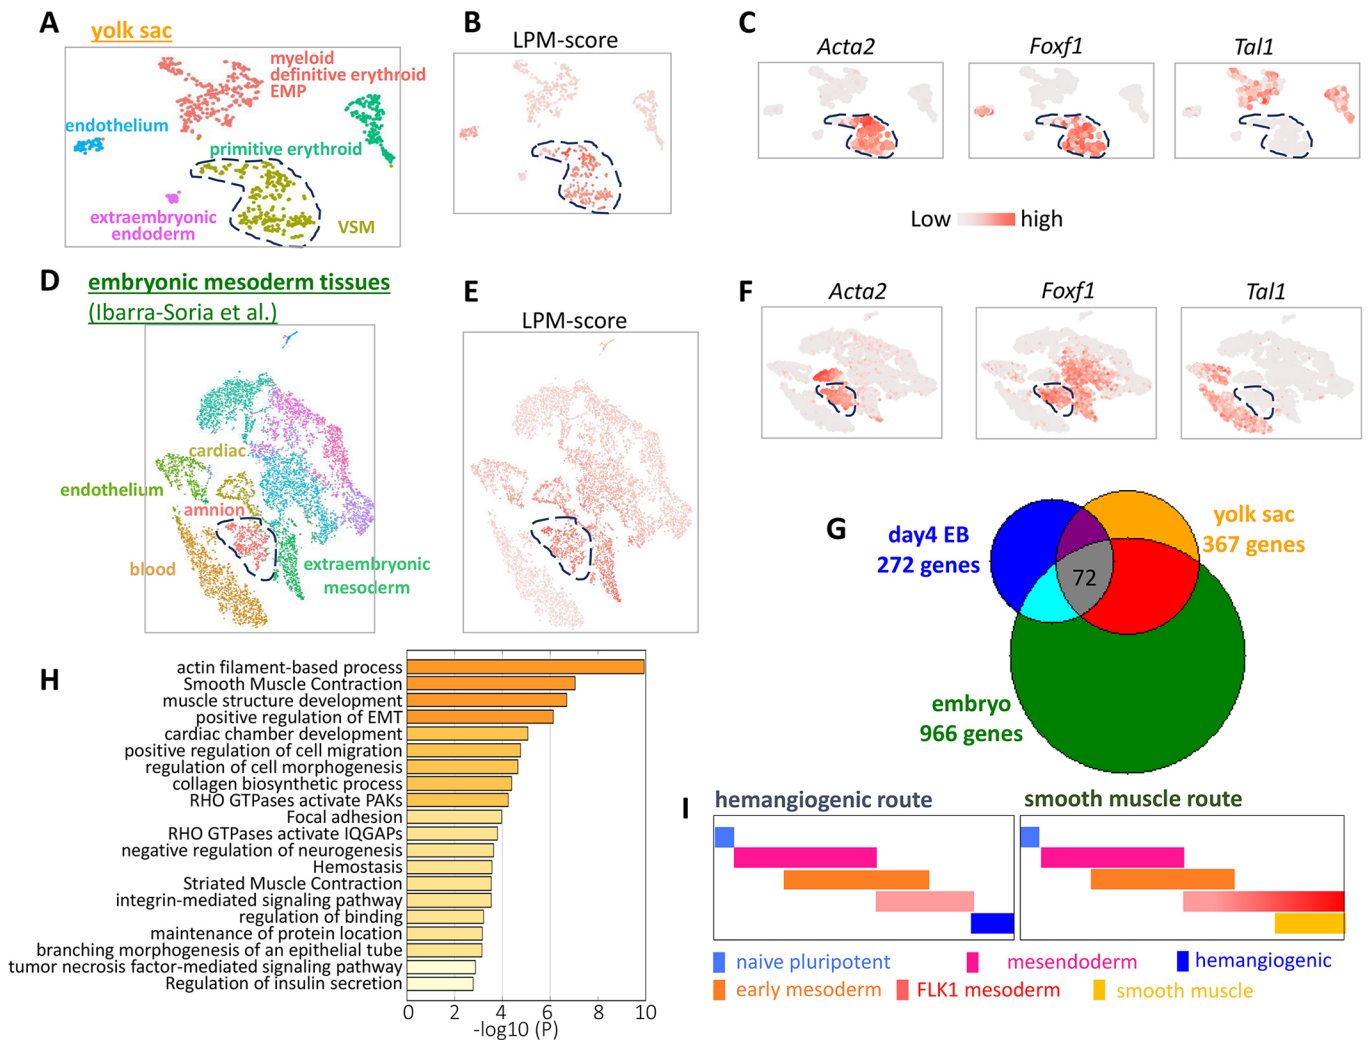 A
yolk sac
myeloid
definitive erythroid
EMP
endothelium
primitive erythroid
extraembryonic
endoderm
VSM
B
LPM-score
C
Acta2
Foxf1
Tal1
Low
high
D
embryonic mesoderm tissues
(Ibarra-Soria et al.)
cardiac
endothelium
amnion
blood
extraembryonic
mesoderm
E
LPM-score
F
Acta2
Foxf1
Tal1
G
day4 EB
272 genes
yolk sac
367 genes
72
embryo
966 genes
H
actin filament-based process
Smooth Muscle Contraction
muscle structure development
positive regulation of EMT
cardiac chamber development
positive regulation of cell migration
regulation of cell morphogenesis
collagen biosynthetic process
RHO GTPases activate PAKs
Focal adhesion
RHO GTPases activate IQGAPs
negative regulation of neurogenesis
Hemostasis
Striated Muscle Contraction
integrin-mediated signaling pathway
regulation of binding
maintenance of protein location
branching morphogenesis of an epithelial tube
tumor necrosis factor-mediated signaling pathway
Regulation of insulin secretion
0 2 4 6 8 10
-log10 (P)
I
hemangiogenic route
smooth muscle route
naive pluripotent
mesendoderm
hemangiogenic
early mesoderm
FLK1 mesoderm
smooth muscle